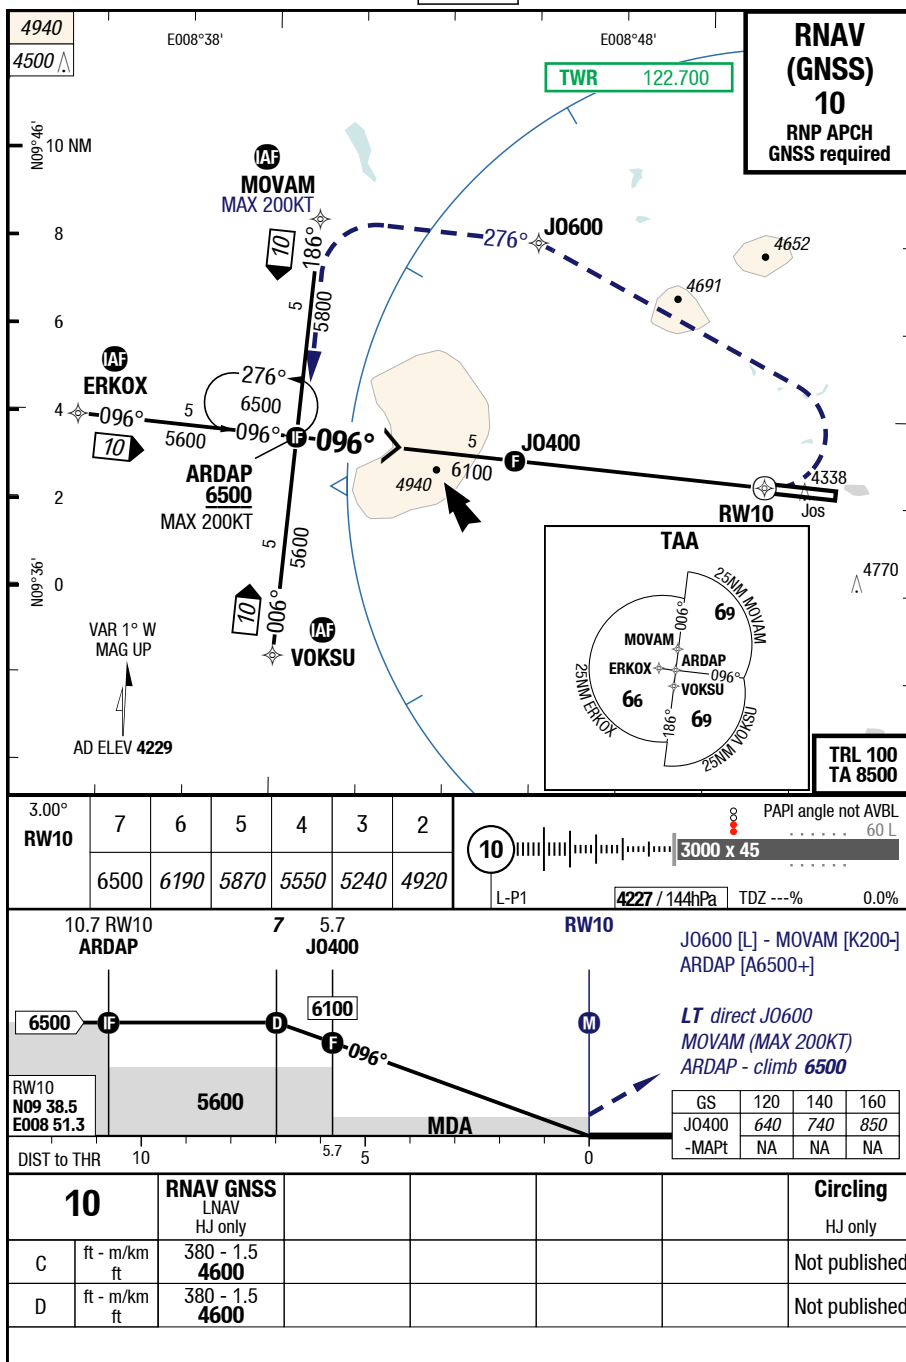 4940
4500
E008°38'
E008°48'
TWR 122.700
RNAV
(GNSS)
10
RNP APCH
GNSS required
N09°46'
10 NM
8
6
4
2
0
N09°36'
IAF
MOVAM
MAX 200KT
10
186°
5
5800
276°
JO600
4652
4691
IAF
ERKOX
096°
5
5600
10
276°
6500
096°
IF
096°
ARDAP
6500
MAX 200KT
5
6100
4940
F
JO400
RW10
4338
Jos
5
5600
10
006°
IAF
VOKSU
4770
VAR 1° W
MAG UP
AD ELEV 4229
TAA
25NM MOVAM
006°
69
MOVAM
ERKOX
ARDAP
096°
VOKSU
66
69
186°
25NM ERKOX
25NM VOKSU
TRL 100
TA 8500
3.00°
RW10
7 6 5 4 3 2
6500 6190 5870 5550 5240 4920
PAPI angle not AVBL
60 L
10
3000 x 45
L-P1
4227 / 144hPa
TDZ ---%
0.0%
10.7 RW10
ARDAP
7
5.7
JO400
RW10
6500
IF
D
6100
F
096°
M
5600
MDA
RW10
N09 38.5
E008 51.3
DIST to THR 10 5.7 5 0
JO600 [L] - MOVAM [K200-]
ARDAP [A6500+]
LT direct JO600
MOVAM (MAX 200KT)
ARDAP - climb 6500
GS 120 140 160
JO400 640 740 850
-MAPt NA NA NA
10
RNAV GNSS
LNAV
HJ only
Circling
HJ only
C
ft - m/km
ft
380 - 1.5
4600
Not published
D
ft - m/km
ft
380 - 1.5
4600
Not published